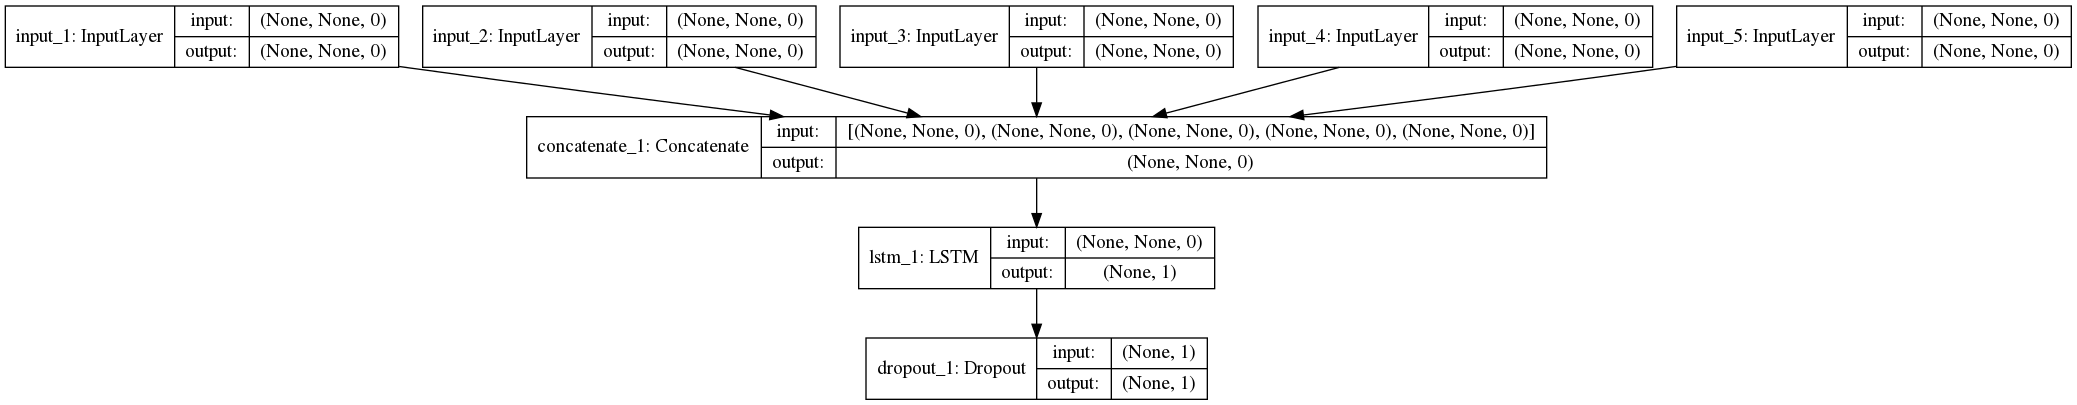 input_1: InputLayer
input: (None, None, 0)
output: (None, None, 0)
input_2: InputLayer
input: (None, None, 0)
output: (None, None, 0)
input_3: InputLayer
input: (None, None, 0)
output: (None, None, 0)
input_4: InputLayer
input: (None, None, 0)
output: (None, None, 0)
input_5: InputLayer
input: (None, None, 0)
output: (None, None, 0)
concatenate_1: Concatenate
input: [(None, None, 0), (None, None, 0), (None, None, 0), (None, None, 0), (None, None, 0)]
output: (None, None, 0)
lstm_1: LSTM
input: (None, None, 0)
output: (None, 1)
dropout_1: Dropout
input: (None, 1)
output: (None, 1)